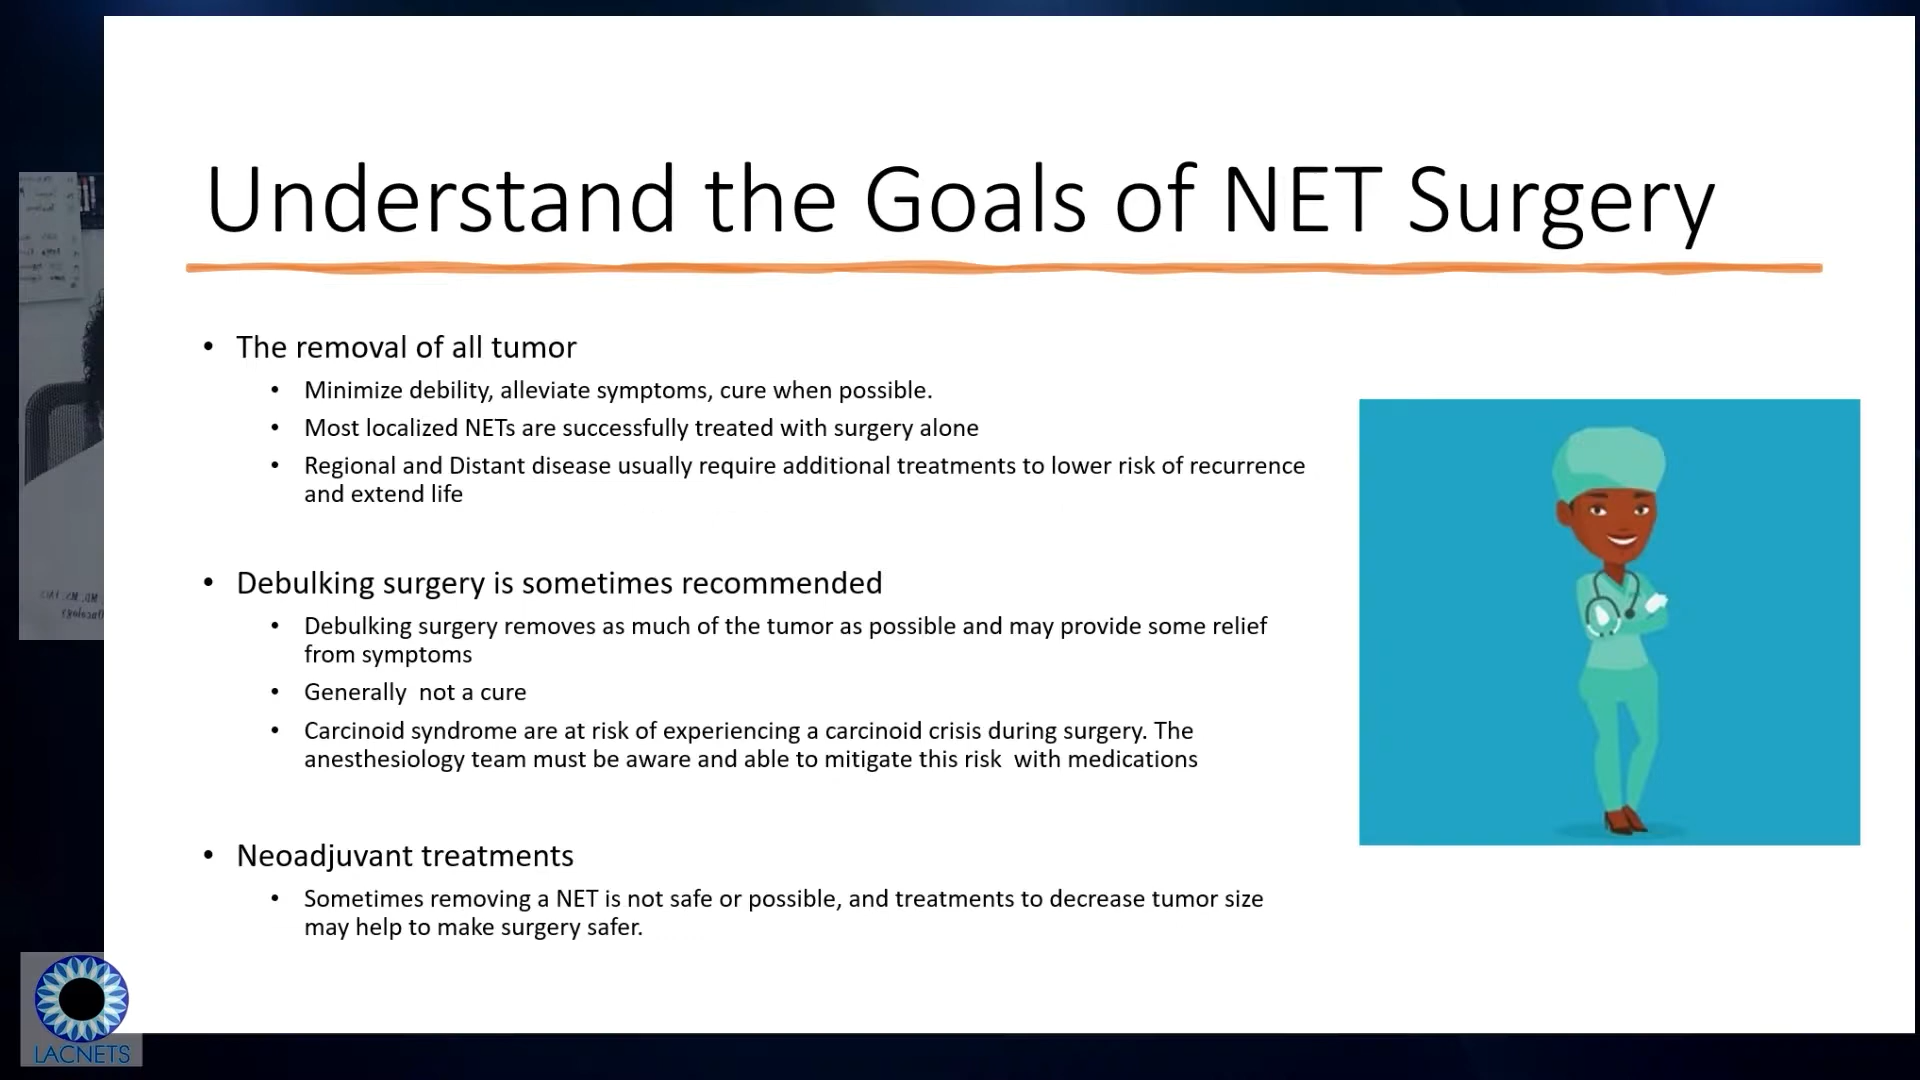 Understand the Goals of NET Surgery
• The removal of all tumor
• Minimize debility, alleviate symptoms, cure when possible.
• Most localized NETs are successfully treated with surgery alone
• Regional and Distant disease usually require additional treatments to lower risk of recurrence
and extend life
• Debulking surgery is sometimes recommended
• Debulking surgery removes as much of the tumor as possible and may provide some relief
from symptoms
• Generally  not a cure
• Carcinoid syndrome are at risk of experiencing a carcinoid crisis during surgery. The
anesthesiology team must be aware and able to mitigate this risk  with medications
• Neoadjuvant treatments
• Sometimes removing a NET is not safe or possible, and treatments to decrease tumor size
may help to make surgery safer.
LACNETS